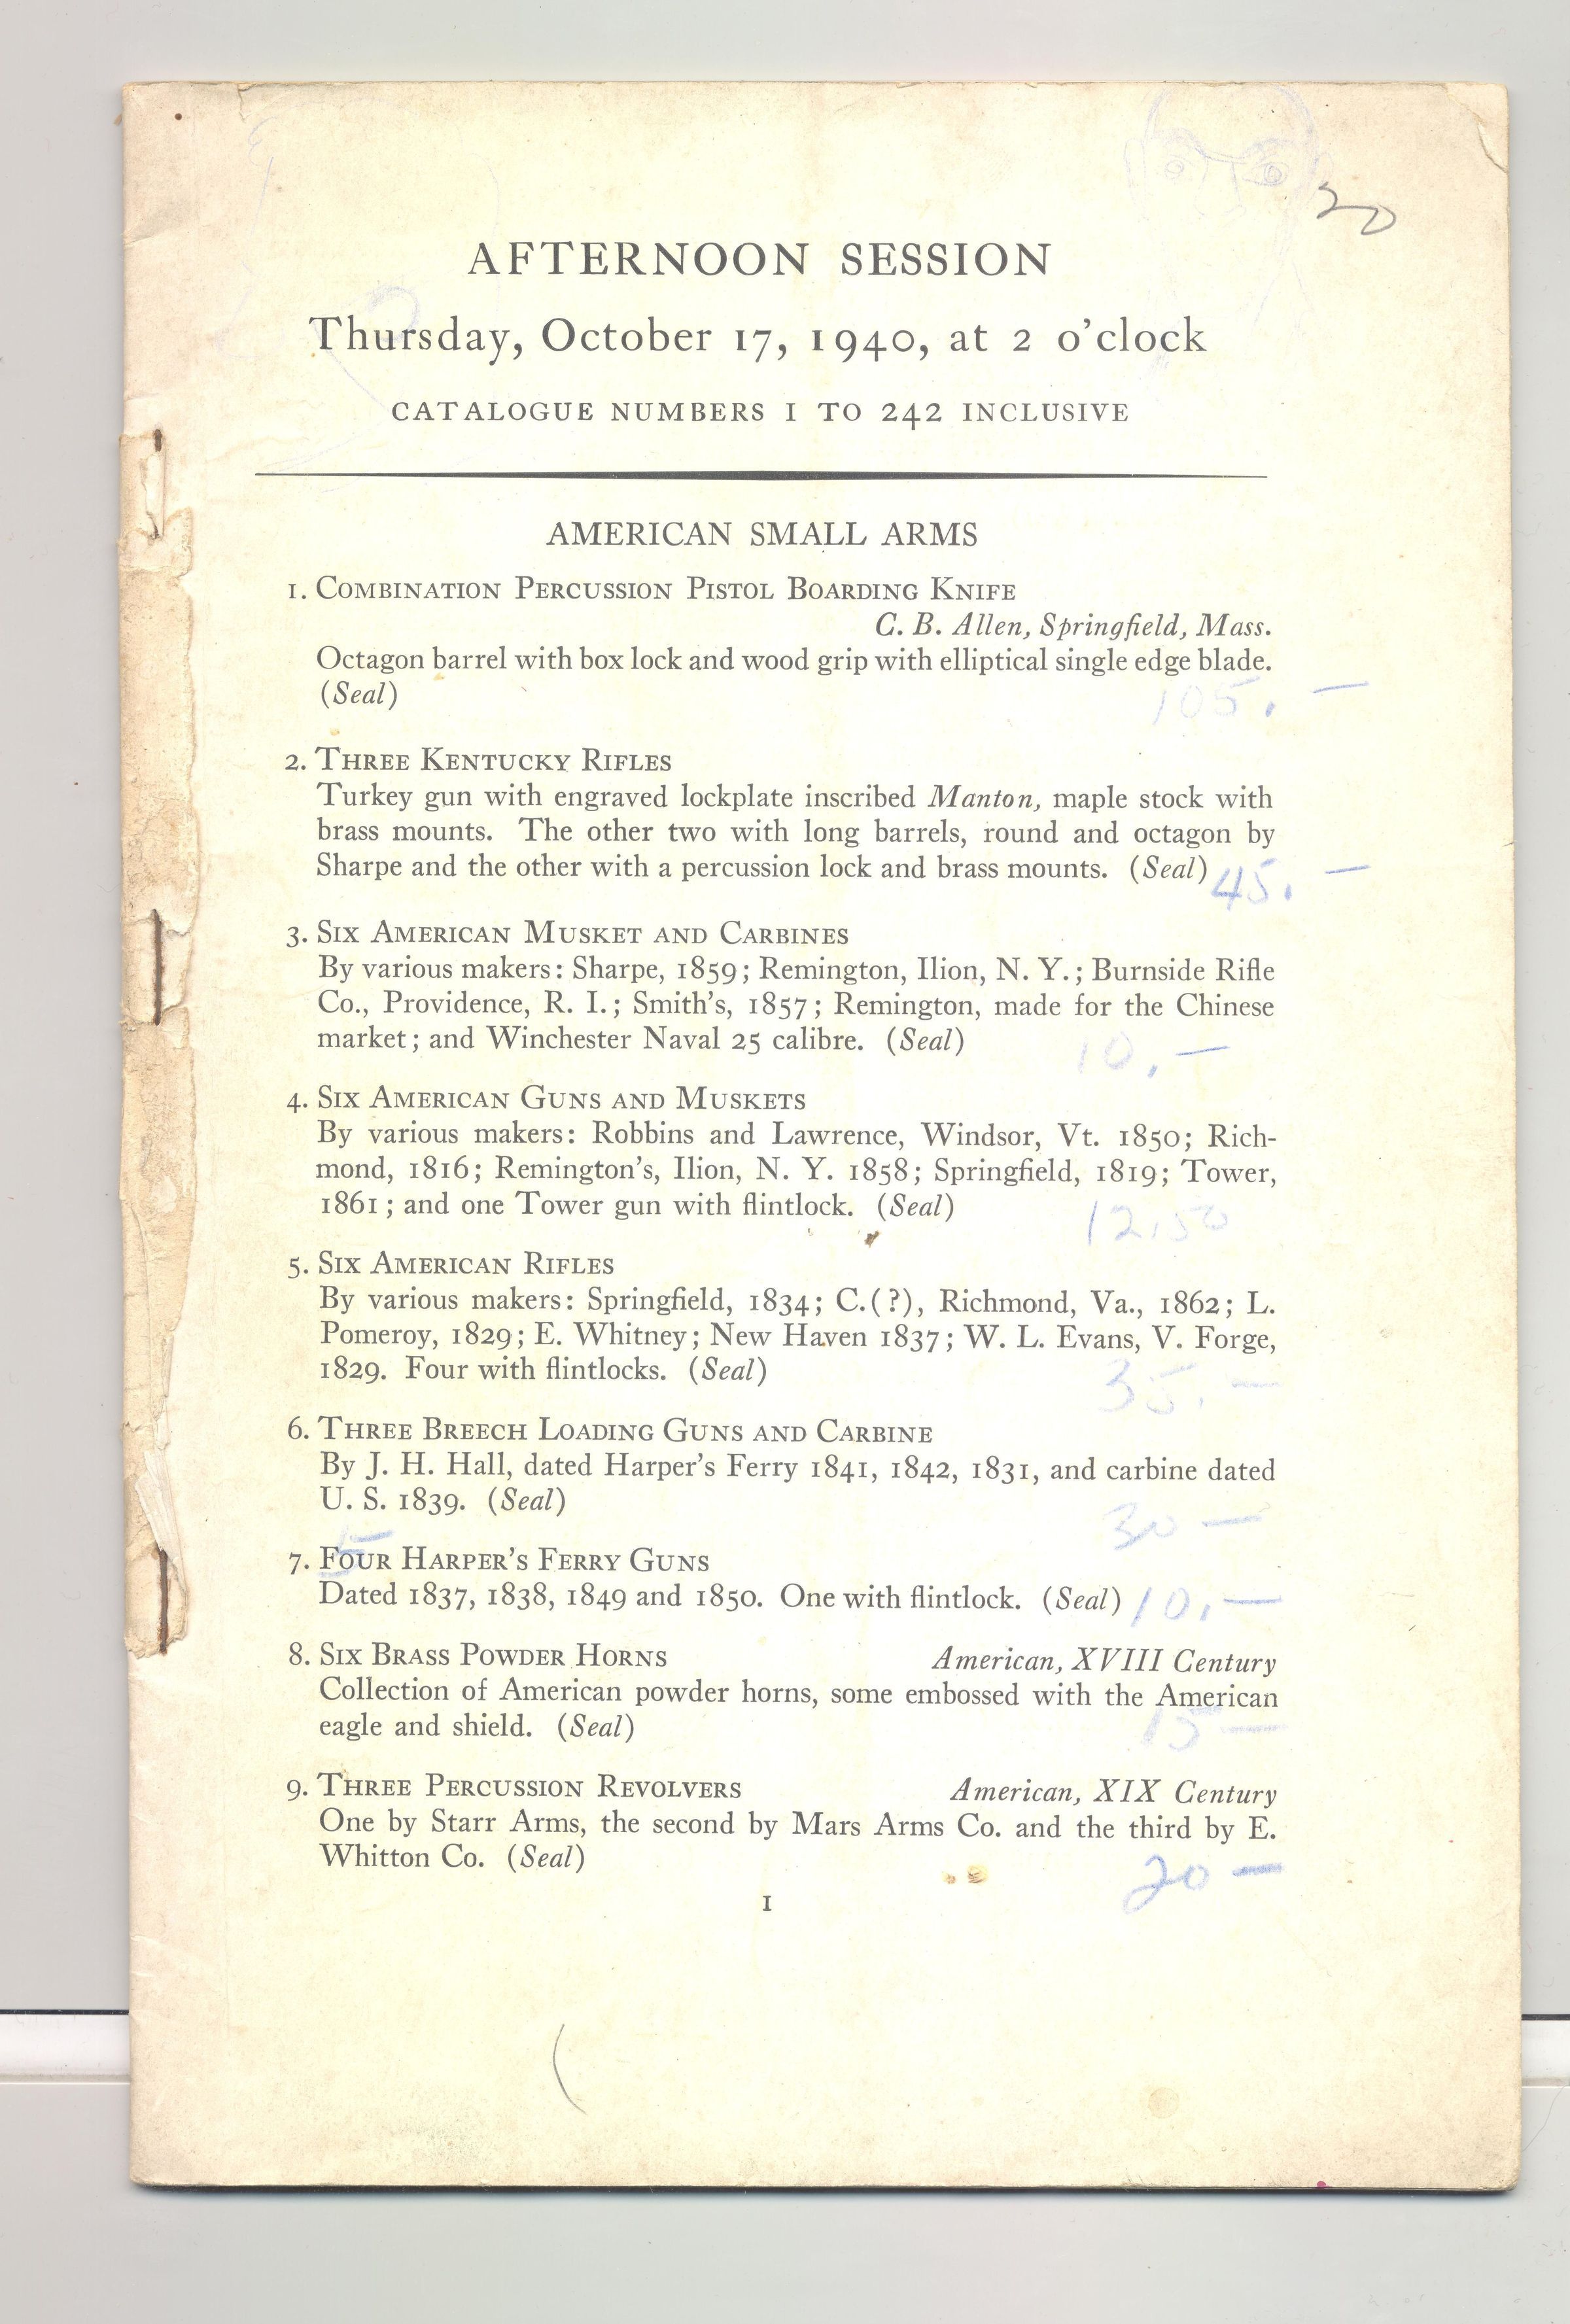 20
AFTERNOON SESSION
Thursday, October 17, 1940, at 2 o'clock
CATALOGUE NUMBERS 1 TO 242 INCLUSIVE
AMERICAN SMALL ARMS
1. COMBINATION PERCUSSION PISTOL BOARDING KNIFE
C. B. Allen, Springfield, Mass.
Octagon barrel with box lock and wood grip with elliptical single edge blade.
(Seal)
105. —
2. THREE KENTUCKY RIFLES
Turkey gun with engraved lockplate inscribed Manton, maple stock with
brass mounts. The other two with long barrels, round and octagon by
Sharpe and the other with a percussion lock and brass mounts. (Seal) 45. —
3. SIX AMERICAN MUSKET AND CARBINES
By various makers: Sharpe, 1859; Remington, Ilion, N. Y.; Burnside Rifle
Co., Providence, R. I.; Smith's, 1857; Remington, made for the Chinese
market; and Winchester Naval 25 calibre. (Seal) 10. —
4. SIX AMERICAN GUNS AND MUSKETS
By various makers: Robbins and Lawrence, Windsor, Vt. 1850; Rich-
mond, 1816; Remington's, Ilion, N. Y. 1858; Springfield, 1819; Tower,
1861; and one Tower gun with flintlock. (Seal) 12.50
5. SIX AMERICAN RIFLES
By various makers: Springfield, 1834; C.(?), Richmond, Va., 1862; L.
Pomeroy, 1829; E. Whitney; New Haven 1837; W. L. Evans, V. Forge,
1829. Four with flintlocks. (Seal) 35. —
6. THREE BREECH LOADING GUNS AND CARBINE
By J. H. Hall, dated Harper's Ferry 1841, 1842, 1831, and carbine dated
U. S. 1839. (Seal) 30 —
5
7. FOUR HARPER'S FERRY GUNS
Dated 1837, 1838, 1849 and 1850. One with flintlock. (Seal) 10. —
8. SIX BRASS POWDER HORNS American, XVIII Century
Collection of American powder horns, some embossed with the American
eagle and shield. (Seal) 15 —
9. THREE PERCUSSION REVOLVERS American, XIX Century
One by Starr Arms, the second by Mars Arms Co. and the third by E.
Whitton Co. (Seal) 20 —
1